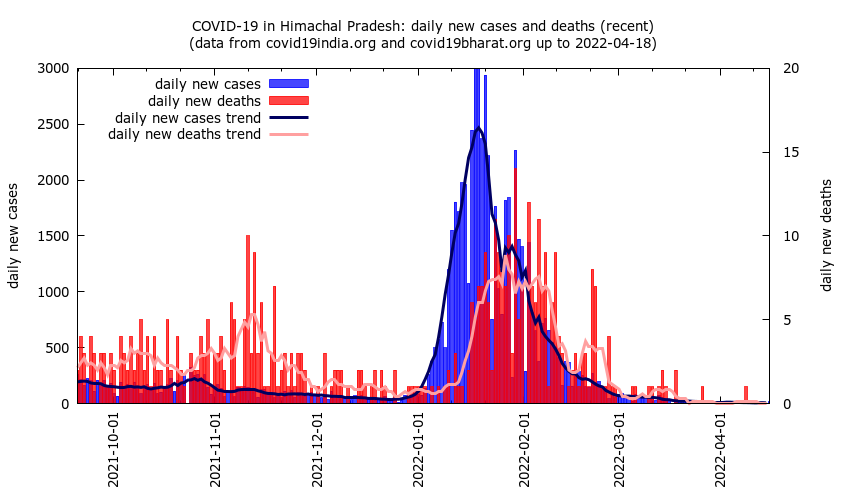 COVID-19 in Himachal Pradesh: daily new cases and deaths (recent)
(data from covid19india.org and covid19bharat.org up to 2022-04-18)
daily new cases
daily new deaths
daily new cases trend
daily new deaths trend
3000
2500
2000
1500
1000
500
0
20
15
10
5
0
daily new cases
daily new deaths
2021-10-01
2021-11-01
2021-12-01
2022-01-01
2022-02-01
2022-03-01
2022-04-01